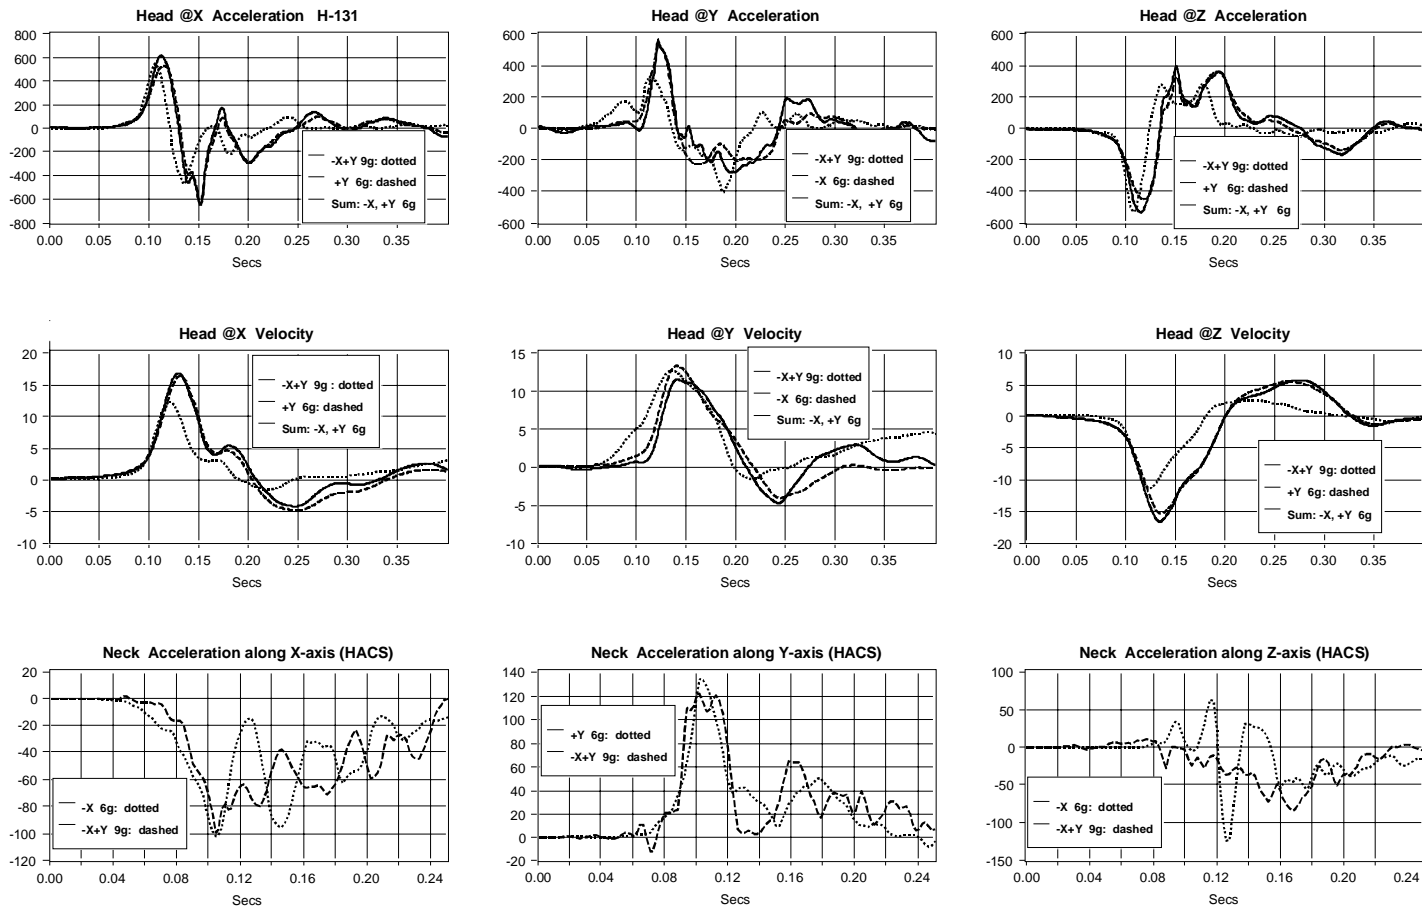 Head @X Acceleration H-131
800
600
400
200
0
-200
-400
-600
-800
-X+Y 9g: dotted
+Y 6g: dashed
Sum: -X, +Y 6g
0.00 0.05 0.10 0.15 0.20 0.25 0.30 0.35
Secs
Head @Y Acceleration
600
400
200
0
-200
-400
-600
-X+Y 9g: dotted
-X 6g: dashed
Sum: -X, +Y 6g
0.00 0.05 0.10 0.15 0.20 0.25 0.30 0.35
Secs
Head @Z Acceleration
600
400
200
0
-200
-400
-600
-X+Y 9g: dotted
+Y 6g: dashed
Sum: -X, +Y 6g
0.00 0.05 0.10 0.15 0.20 0.25 0.30 0.35
Secs
Head @X Velocity
20
15
10
5
0
-5
-10
-X+Y 9g : dotted
+Y 6g: dashed
Sum: -X, +Y 6g
0.00 0.05 0.10 0.15 0.20 0.25 0.30 0.35
Secs
Head @Y Velocity
15
10
5
0
-5
-10
-X+Y 9g: dotted
-X 6g: dashed
Sum: -X, +Y 6g
0.00 0.05 0.10 0.15 0.20 0.25 0.30 0.35
Secs
Head @Z Velocity
10
5
0
-5
-10
-15
-20
-X+Y 9g: dotted
+Y 6g: dashed
Sum: -X, +Y 6g
0.00 0.05 0.10 0.15 0.20 0.25 0.30 0.35
Secs
Neck Acceleration along X-axis (HACS)
20
0
-20
-40
-60
-80
-100
-120
-X 6g: dotted
-X+Y 9g: dashed
0.00 0.04 0.08 0.12 0.16 0.20 0.24
Secs
Neck Acceleration along Y-axis (HACS)
140
120
100
80
60
40
20
0
-20
+Y 6g: dotted
-X+Y 9g: dashed
0.00 0.04 0.08 0.12 0.16 0.20 0.24
Secs
Neck Acceleration along Z-axis (HACS)
100
50
0
-50
-100
-150
-X 6g: dotted
-X+Y 9g: dashed
0.00 0.04 0.08 0.12 0.16 0.20 0.24
Secs